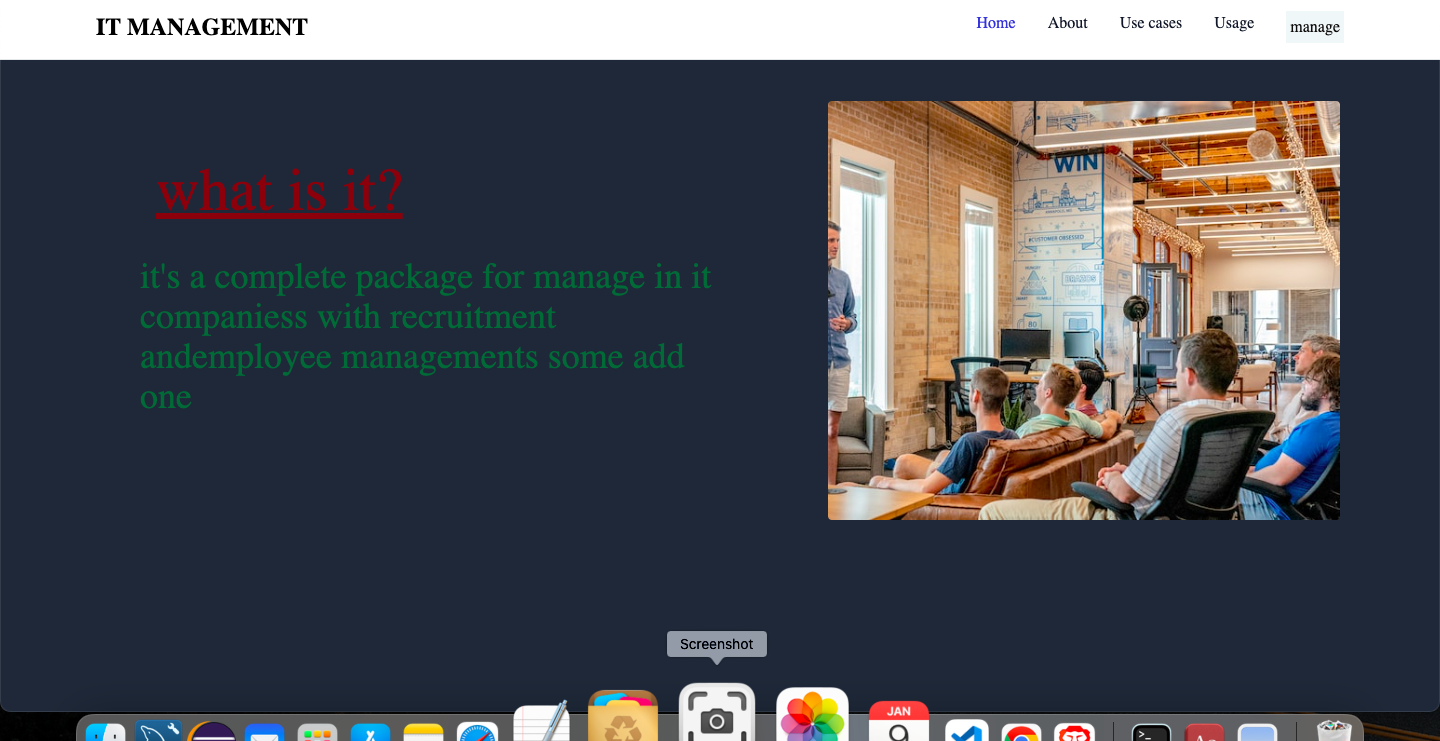 IT MANAGEMENT
Home About Use cases Usage manage
what is it?
it's a complete package for manage in it
companiess with recruitment
andemployee managements some add
one
WIN
#CUSTOMER OBSESSED
80
Screenshot
JAN
9